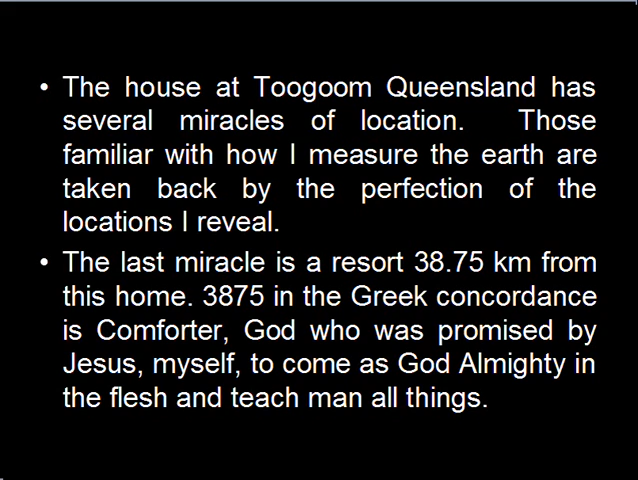 • The house at Toogoom Queensland has
several miracles of location. Those
familiar with how I measure the earth are
taken back by the perfection of the
locations I reveal.
• The last miracle is a resort 38.75 km from
this home. 3875 in the Greek concordance
is Comforter, God who was promised by
Jesus, myself, to come as God Almighty in
the flesh and teach man all things.